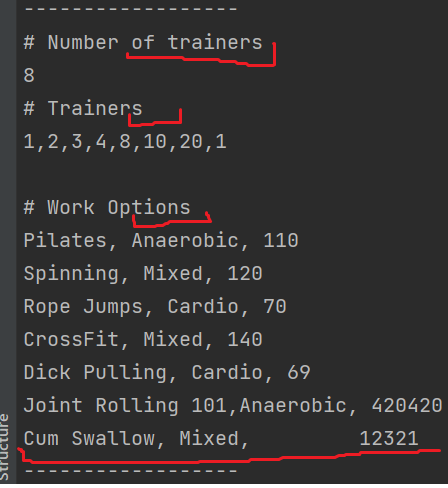 ------------------
# Number of trainers
8
# Trainers
1,2,3,4,8,10,20,1
# Work Options
Pilates, Anaerobic, 110
Spinning, Mixed, 120
Rope Jumps, Cardio, 70
CrossFit, Mixed, 140
Dick Pulling, Cardio, 69
Joint Rolling 101,Anaerobic, 420420
Cum Swallow, Mixed,         12321
------------------
Structure